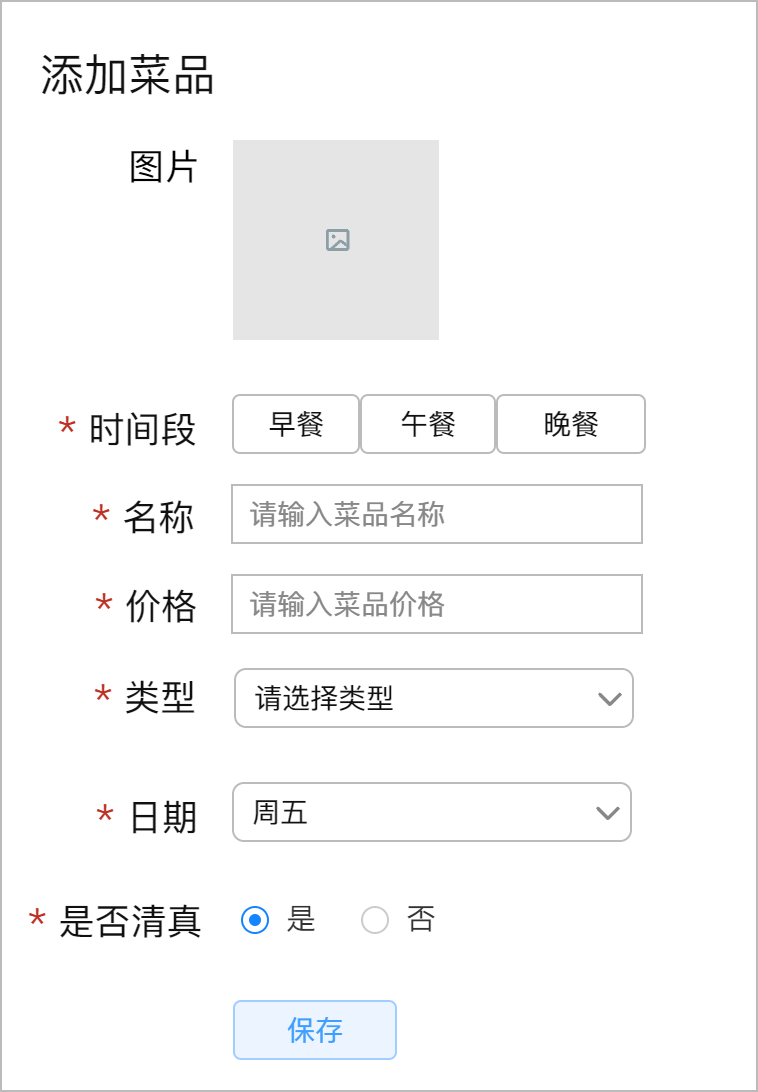 添加菜品
图片
* 时间段 早餐 午餐 晚餐
* 名称 请输入菜品名称
* 价格 请输入菜品价格
* 类型 请选择类型
* 日期 周五
* 是否清真 是 否
保存